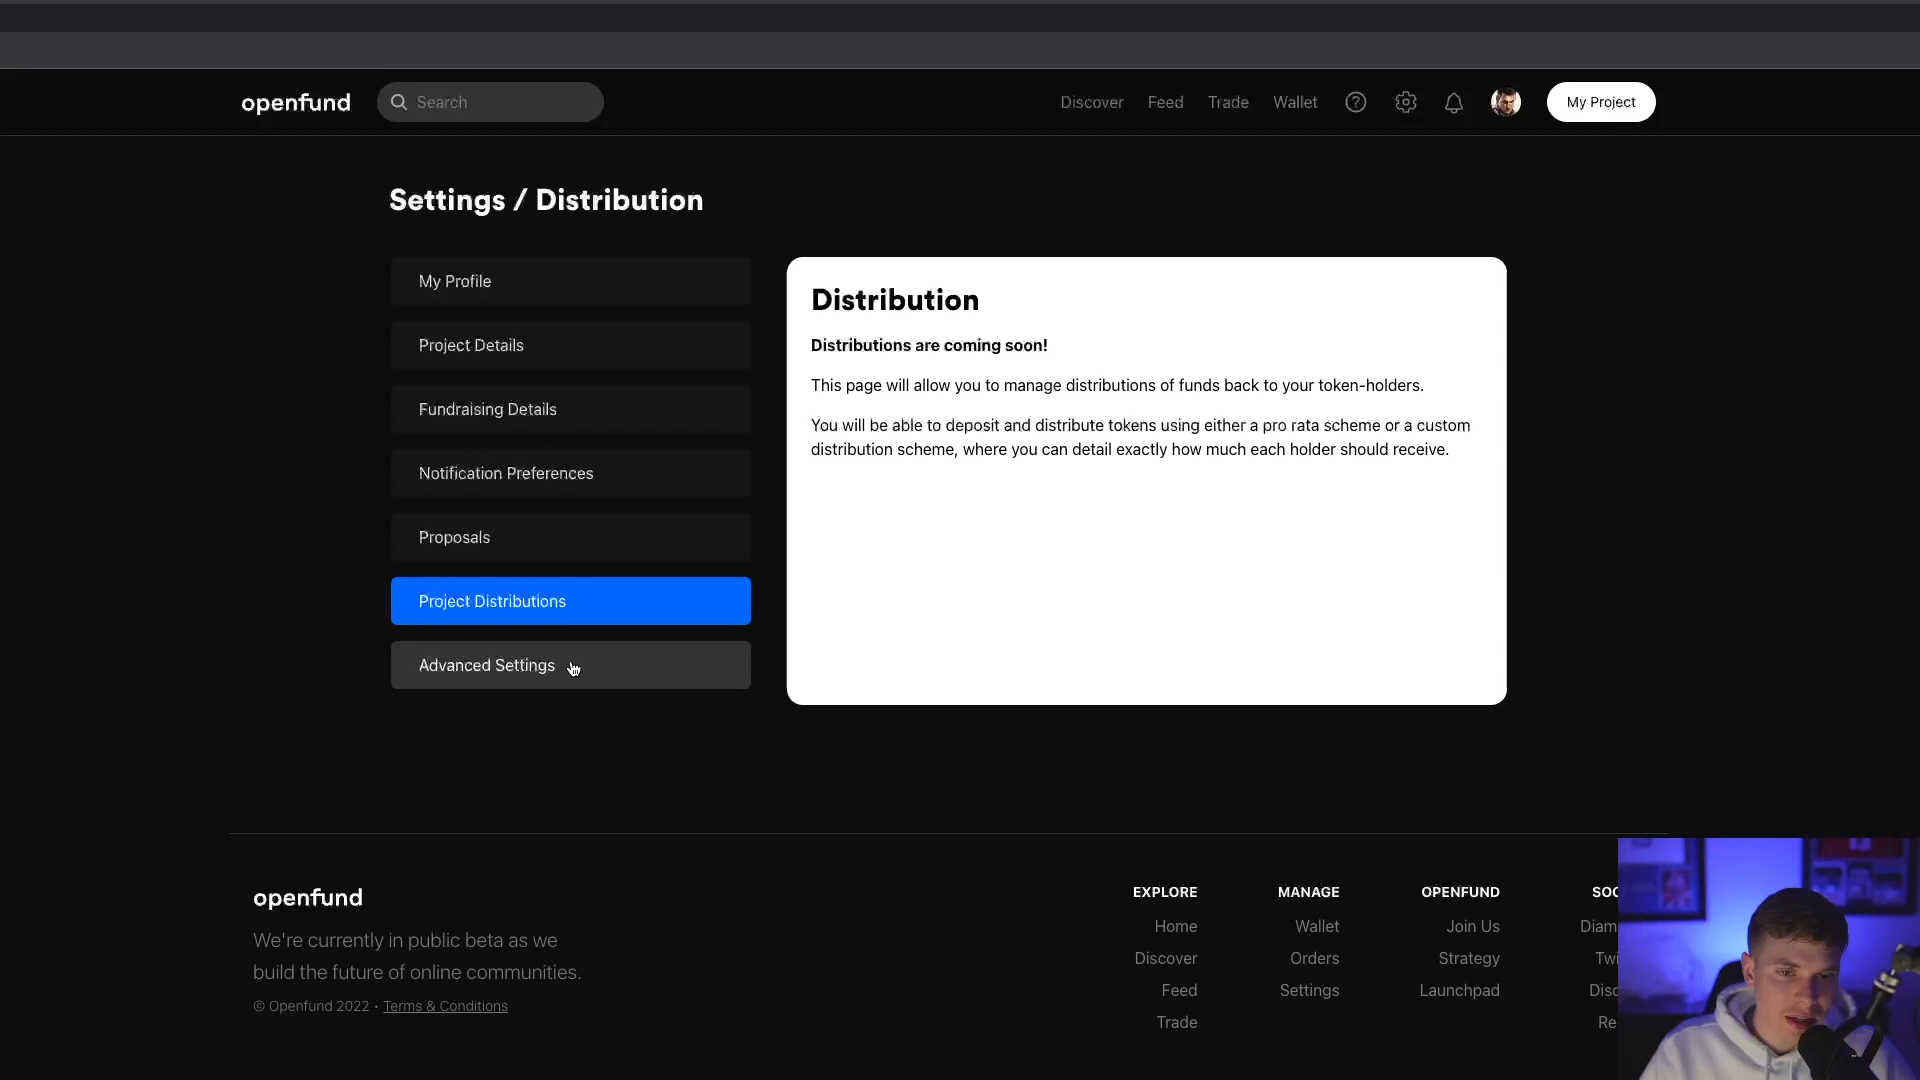 openfund
Search
Discover
Feed
Trade
Wallet
My Project
Settings / Distribution
My Profile
Project Details
Fundraising Details
Notification Preferences
Proposals
Project Distributions
Advanced Settings
Distribution
Distributions are coming soon!
This page will allow you to manage distributions of funds back to your token-holders.
You will be able to deposit and distribute tokens using either a pro rata scheme or a custom
distribution scheme, where you can detail exactly how much each holder should receive.
openfund
We're currently in public beta as we
build the future of online communities.
© Openfund 2022 • Terms & Conditions
EXPLORE
Home
Discover
Feed
Trade
MANAGE
Wallet
Orders
Settings
OPENFUND
Join Us
Strategy
Launchpad